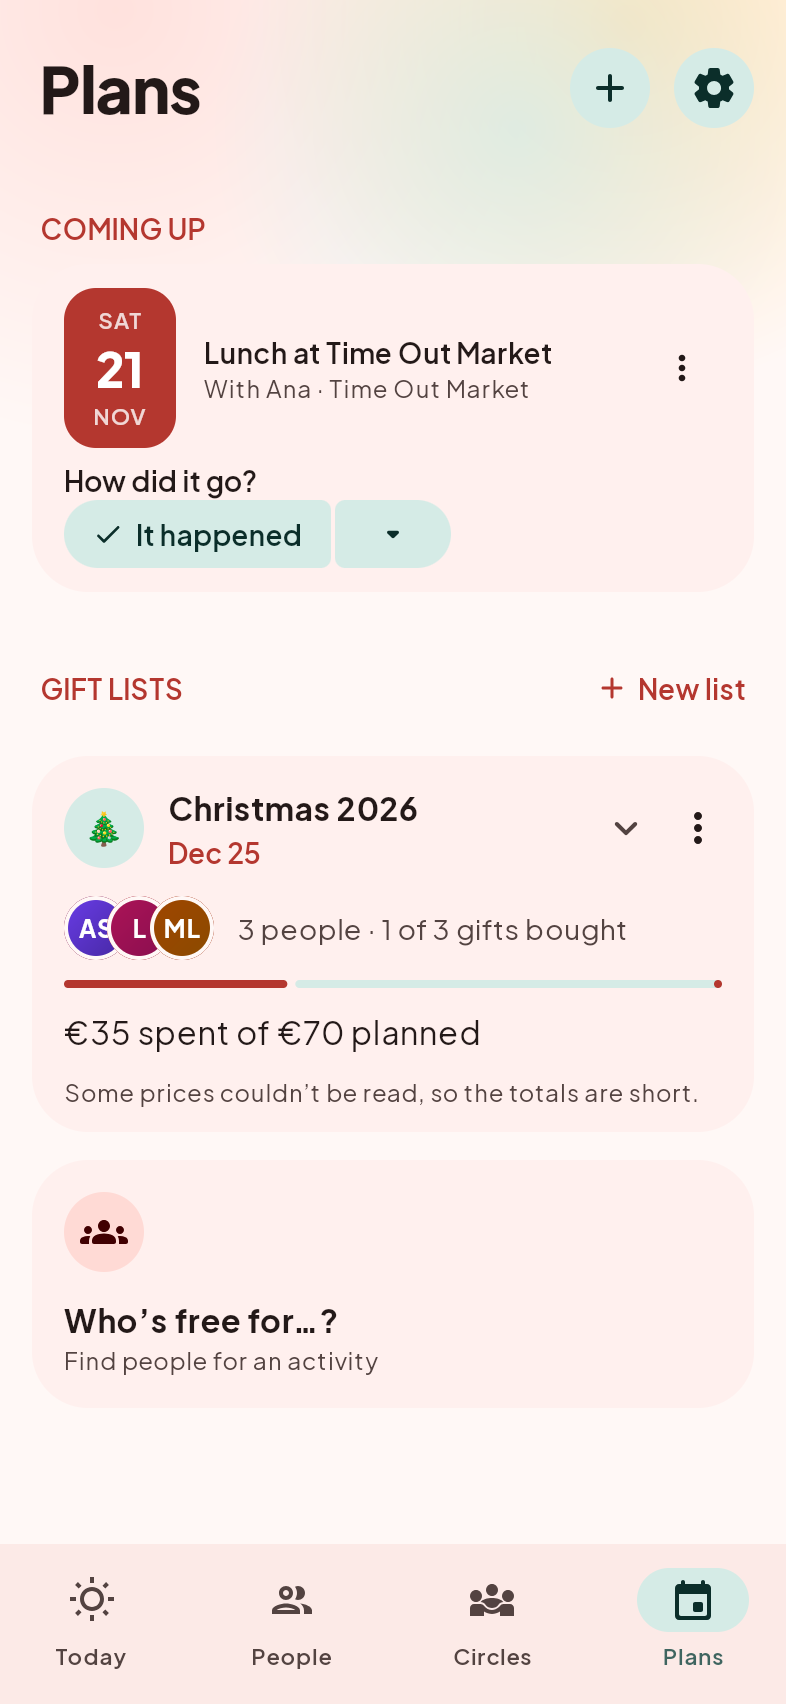 Plans
COMING UP
SAT
21
NOV
Lunch at Time Out Market
With Ana · Time Out Market
How did it go?
It happened
GIFT LISTS
New list
Christmas 2026
Dec 25
AS
L
ML
3 people · 1 of 3 gifts bought
€35 spent of €70 planned
Some prices couldn’t be read, so the totals are short.
Who’s free for…?
Find people for an activity
Today
People
Circles
Plans